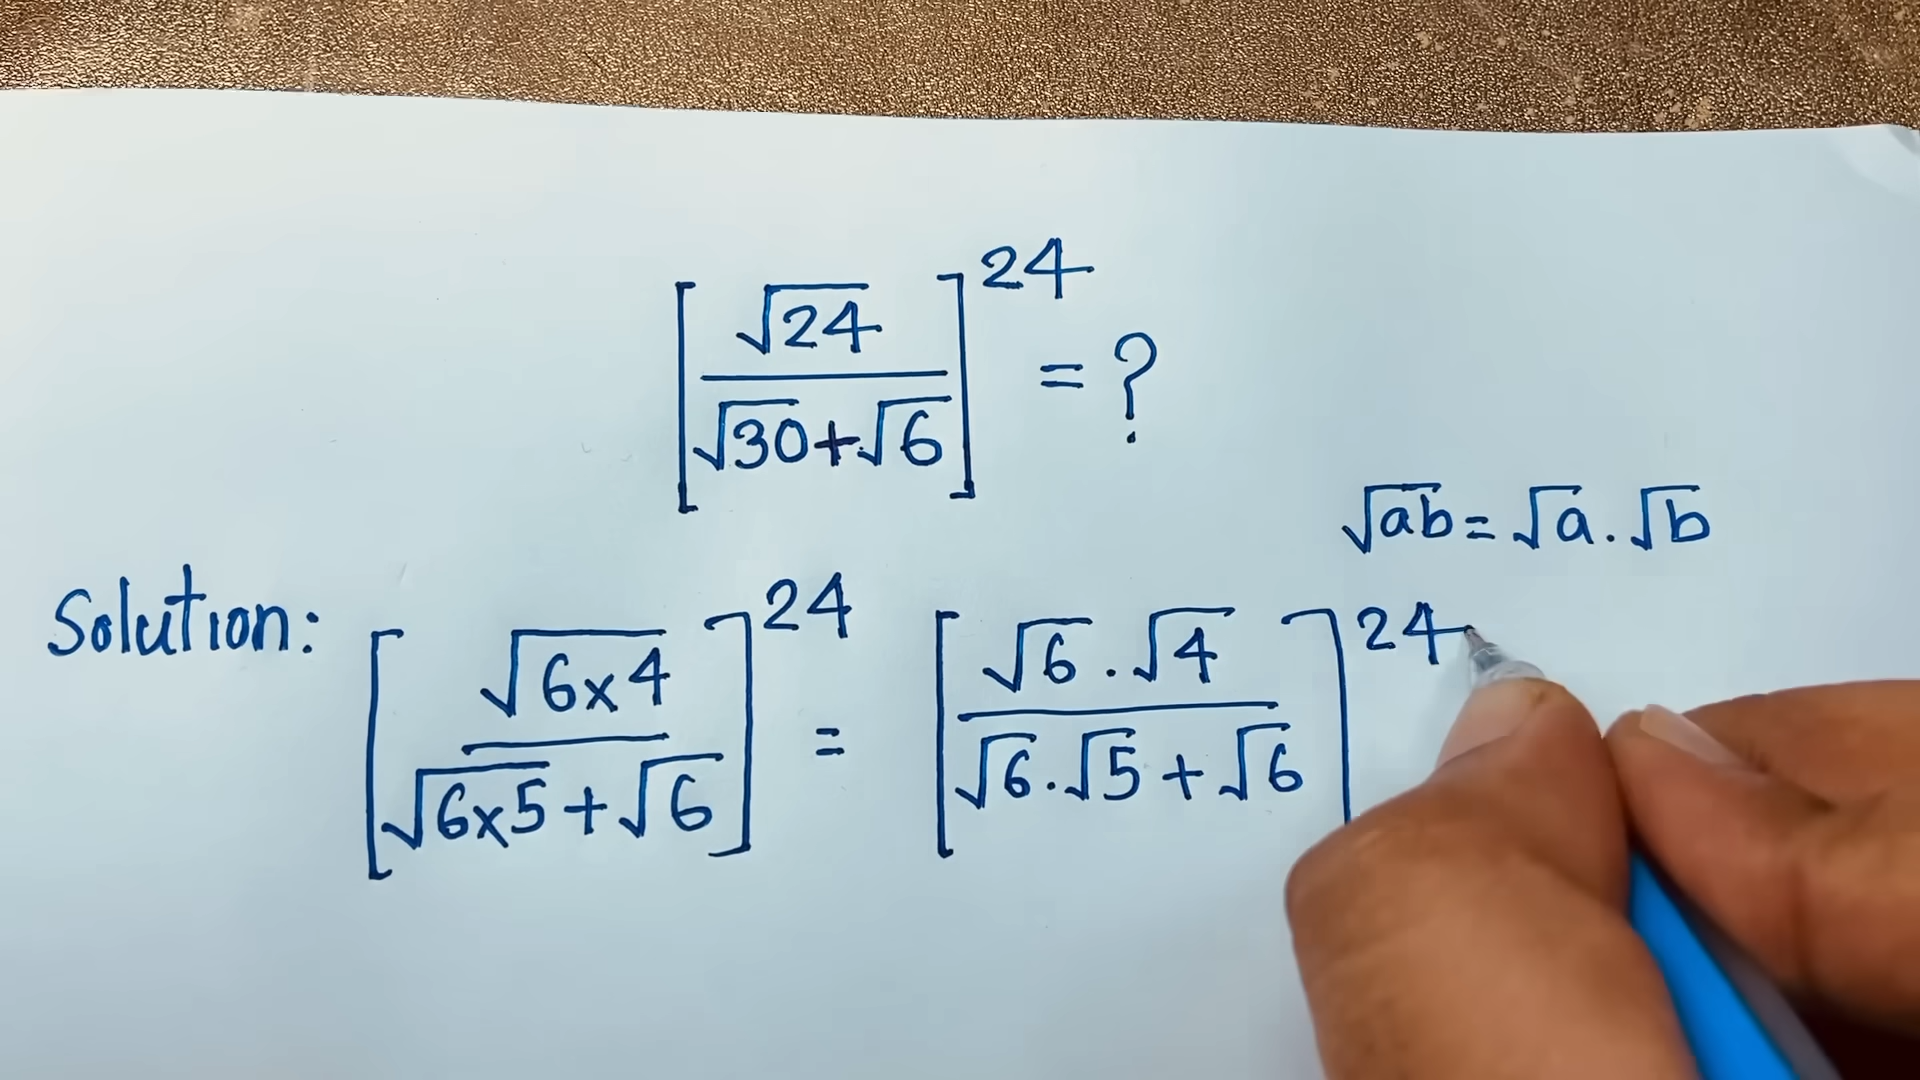 [√24 / (√30+√6)]^24 = ?
√ab = √a . √b
Solution: [√6x4 / (√6x5+√6)]^24 = [√6 . √4 / (√6 . √5 + √6)]^24